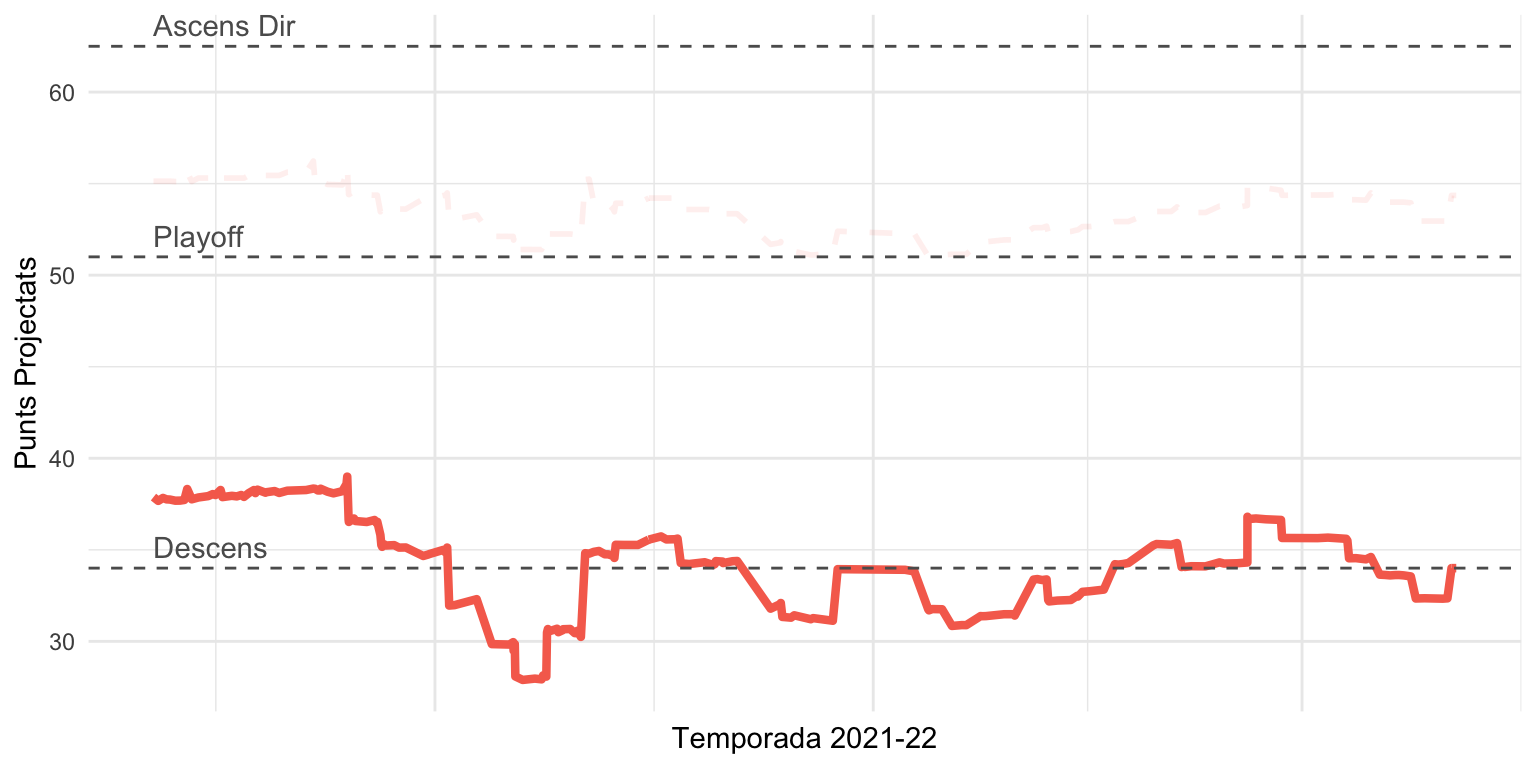 Ascens Dir
60
Playoff
50
Punts Projectats
40
Descens
30
Temporada 2021-22